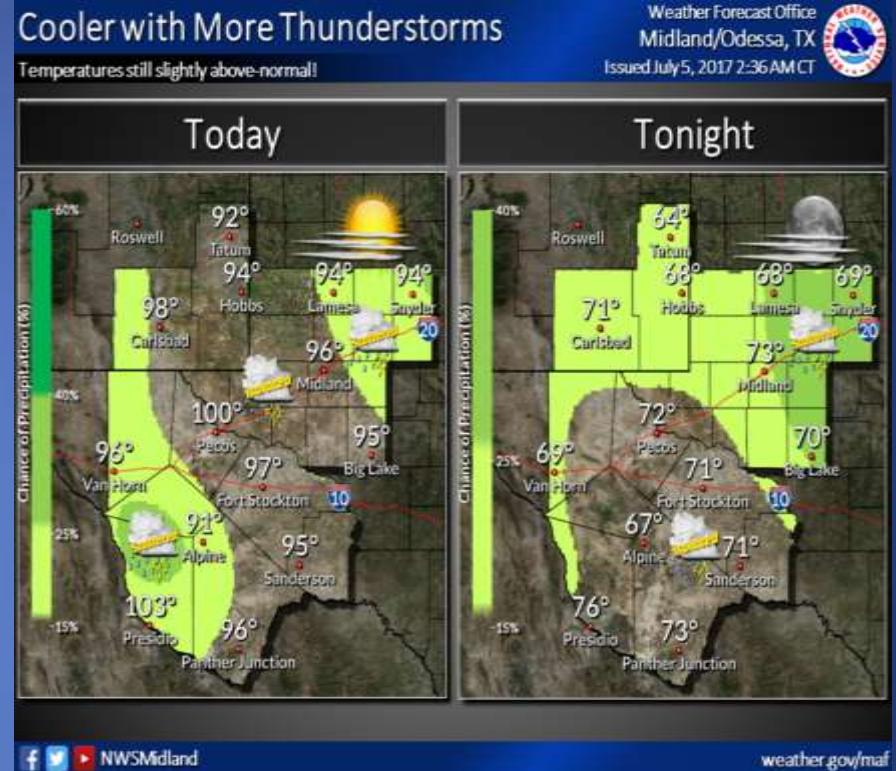 Cooler with More Thunderstorms
Temperatures still slightly above-normal!
Weather Forecast Office
Midland/Odessa, TX
Issued July 5, 2017 2:36 AM CT
Today
Chance of Precipitation (%)
60%
40%
25%
15%
Roswell
92°
Tatum
94°
Hobbs
94°
Lamesa
94°
Snyder
98°
Carlsbad
20
96°
Midland
100°
Pecos
95°
Big Lake
96°
Van Horn
97°
Fort Stockton
10
91°
Alpine
95°
Sanderson
103°
Presidio
96°
Panther Junction
Tonight
Chance of Precipitation (%)
40%
25%
15%
Roswell
64°
Tatum
68°
Hobbs
68°
Lamesa
69°
Snyder
71°
Carlsbad
20
73°
Midland
72°
Pecos
70°
Big Lake
69°
Van Horn
71°
Fort Stockton
10
67°
Alpine
71°
Sanderson
76°
Presidio
73°
Panther Junction
NWSMidland
weather.gov/maf